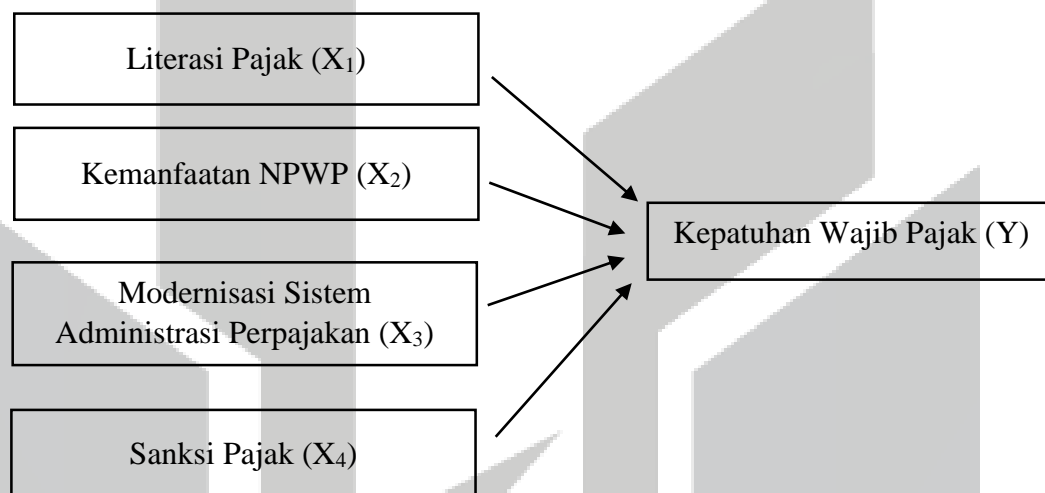 Literasi Pajak (X₁)
Kemanfaatan NPWP (X₂)
Kepatuhan Wajib Pajak (Y)
Modernisasi Sistem
Administrasi Perpajakan (X₃)
Sanksi Pajak (X₄)